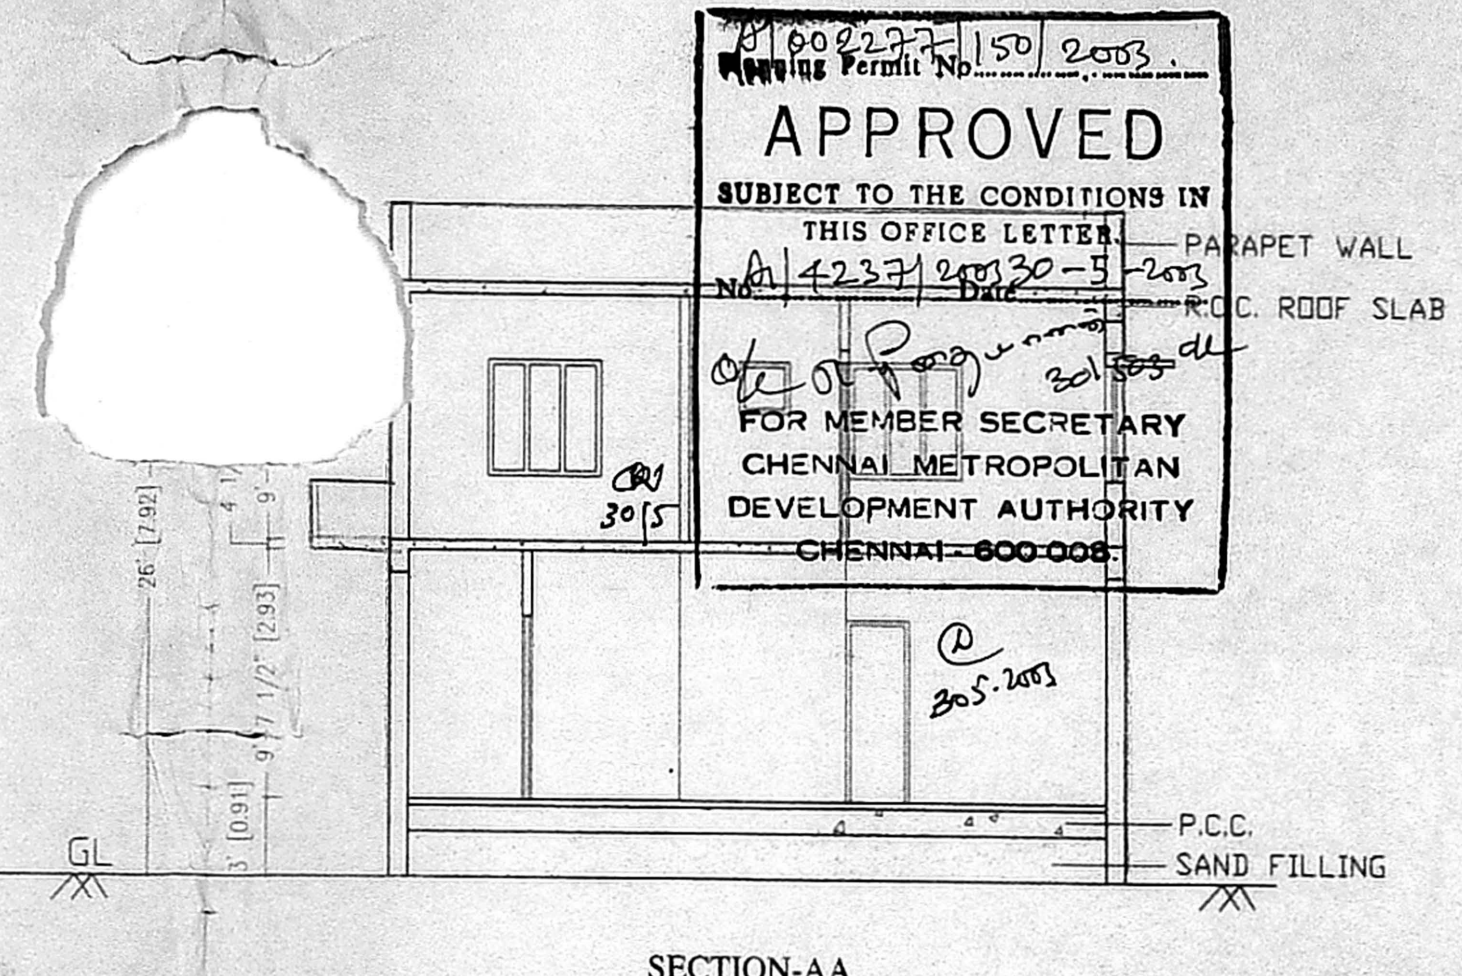 002277/150/2003.
Planning Permit No
APPROVED
SUBJECT TO THE CONDITIONS IN
THIS OFFICE LETTER.
No A1/4237/2003 Date 30-5-2003
FOR MEMBER SECRETARY
CHENNAI METROPOLITAN
DEVELOPMENT AUTHORITY
CHENNAI - 600 008.
PARAPET WALL
R.C.C. ROOF SLAB
30/5
30.5.2003
26' [7.92]
9'
9' 7 1/2" [2.93]
3' [0.91]
GL
P.C.C.
SAND FILLING
SECTION-AA